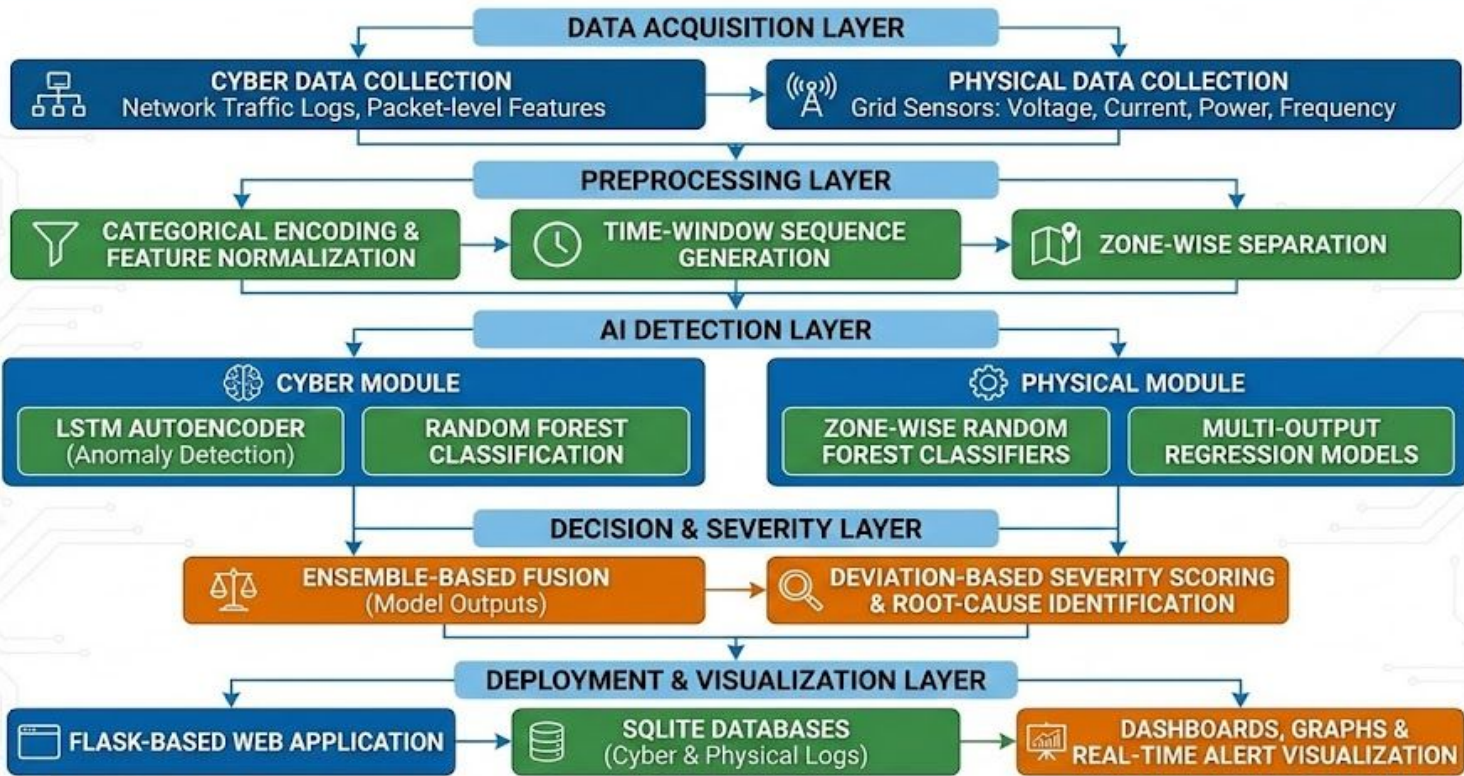 DATA ACQUISITION LAYER
CYBER DATA COLLECTION
Network Traffic Logs, Packet-level Features
PHYSICAL DATA COLLECTION
Grid Sensors: Voltage, Current, Power, Frequency
PREPROCESSING LAYER
CATEGORICAL ENCODING &
FEATURE NORMALIZATION
TIME-WINDOW SEQUENCE
GENERATION
ZONE-WISE SEPARATION
AI DETECTION LAYER
CYBER MODULE
LSTM AUTOENCODER
(Anomaly Detection)
RANDOM FOREST
CLASSIFICATION
PHYSICAL MODULE
ZONE-WISE RANDOM
FOREST CLASSIFIERS
MULTI-OUTPUT
REGRESSION MODELS
DECISION & SEVERITY LAYER
ENSEMBLE-BASED FUSION
(Model Outputs)
DEVIATION-BASED SEVERITY SCORING
& ROOT-CAUSE IDENTIFICATION
DEPLOYMENT & VISUALIZATION LAYER
FLASK-BASED WEB APPLICATION
SQLITE DATABASES
(Cyber & Physical Logs)
DASHBOARDS, GRAPHS &
REAL-TIME ALERT VISUALIZATION